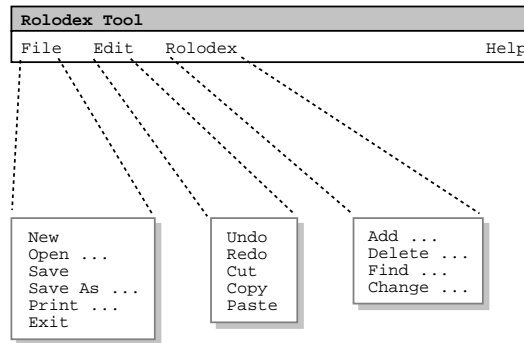 Rolodex Tool
File Edit Rolodex Help
New
Open ...
Save
Save As ...
Print ...
Exit
Undo
Redo
Cut
Copy
Paste
Add ...
Delete ...
Find ...
Change ...